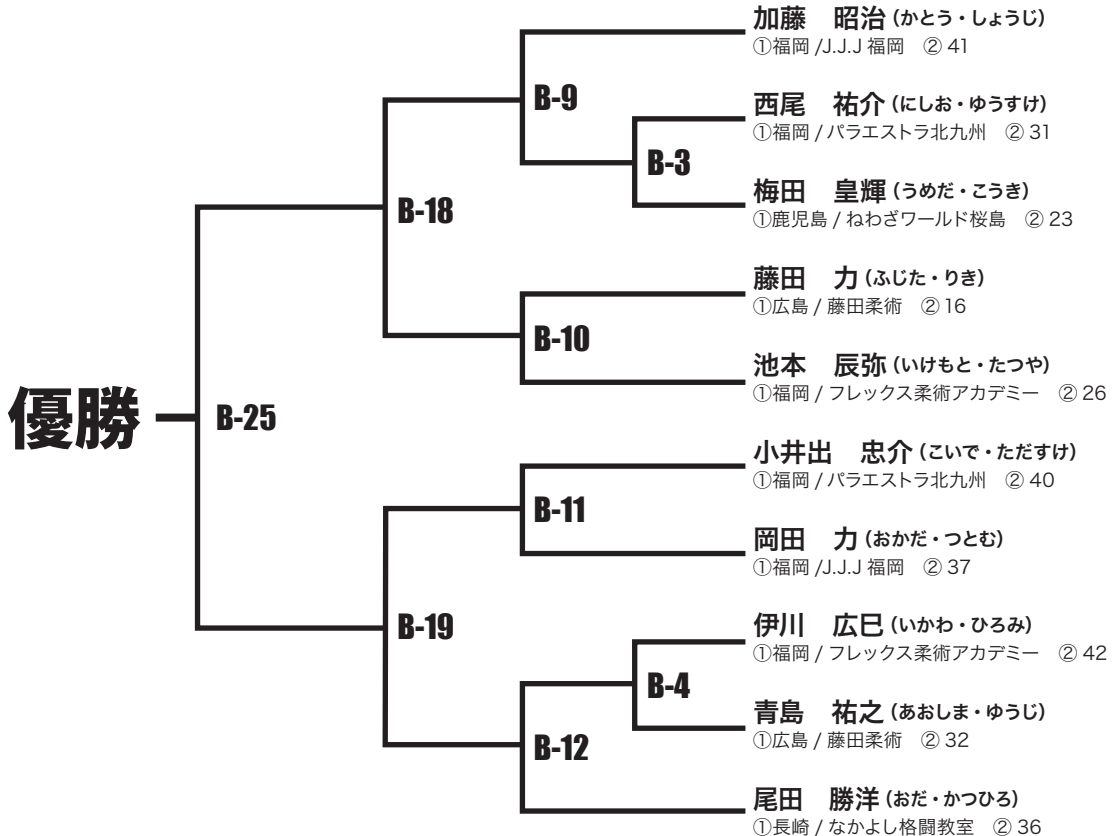 加藤　昭治（かとう・しょうじ）
①福岡 /J.J.J 福岡　② 41
B-9
西尾　祐介（にしお・ゆうすけ）
①福岡 / パラエストラ北九州　② 31
B-3
梅田　皇輝（うめだ・こうき）
①鹿児島 / ねわざワールド桜島　② 23
B-18
藤田　力（ふじた・りき）
①広島 / 藤田柔術　② 16
B-10
池本　辰弥（いけもと・たつや）
①福岡 / フレックス柔術アカデミー　② 26
優勝
B-25
小井出　忠介（こいで・ただすけ）
①福岡 / パラエストラ北九州　② 40
B-11
岡田　力（おかだ・つとむ）
①福岡 /J.J.J 福岡　② 37
B-19
伊川　広巳（いかわ・ひろみ）
①福岡 / フレックス柔術アカデミー　② 42
B-4
青島　祐之（あおしま・ゆうじ）
①広島 / 藤田柔術　② 32
B-12
尾田　勝洋（おだ・かつひろ）
①長崎 / なかよし格闘教室　② 36